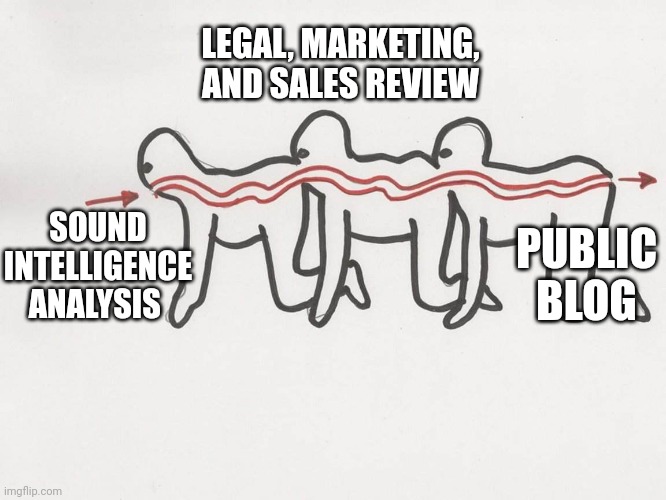 LEGAL, MARKETING,
AND SALES REVIEW
SOUND
INTELLIGENCE
ANALYSIS
PUBLIC
BLOG
imgflip.com